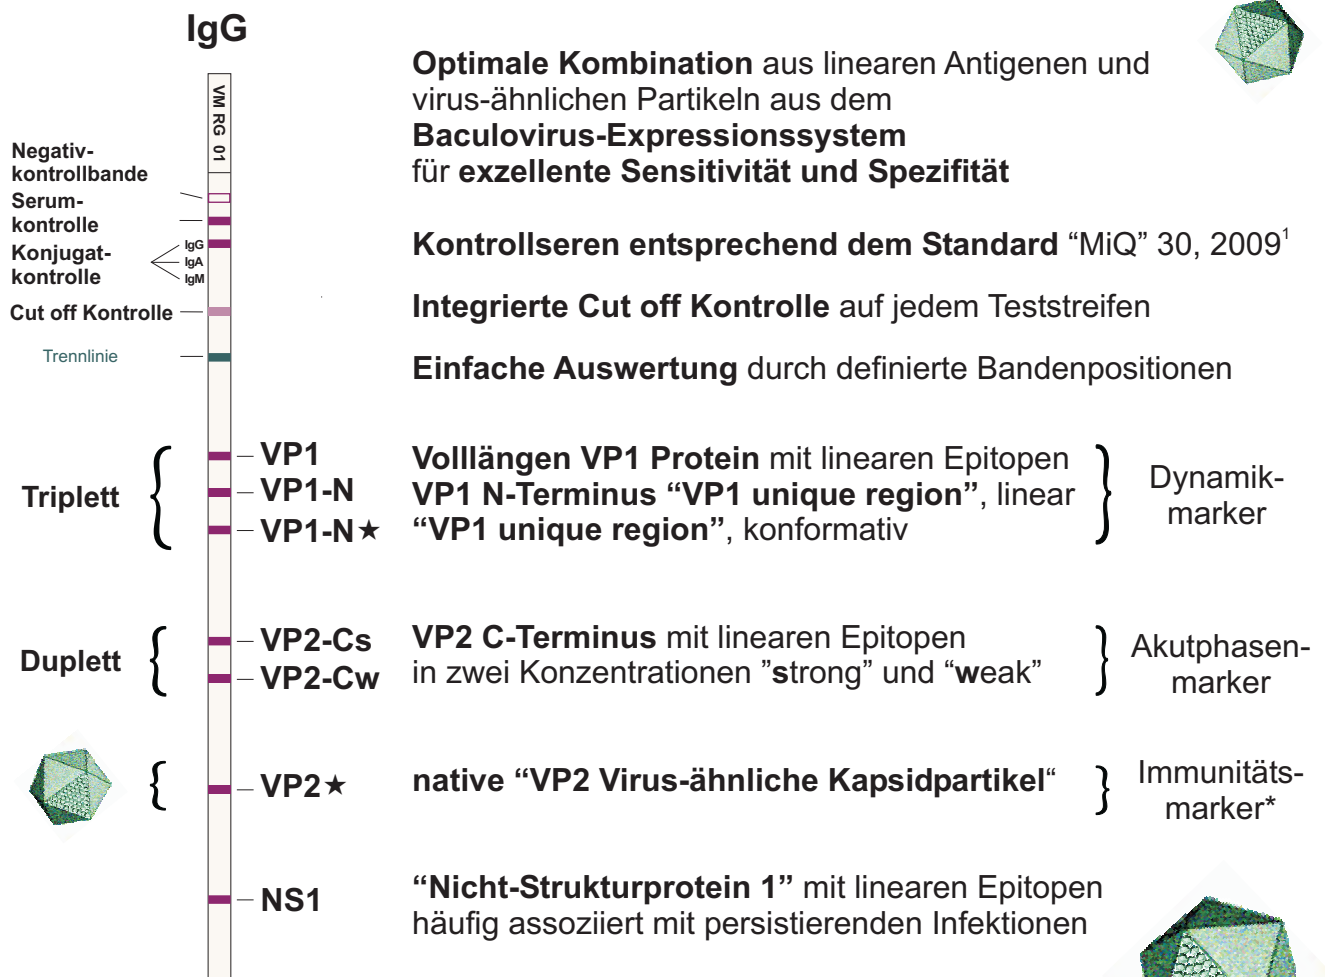 IgG
VM RG 01
Negativ-
kontrollbande
Serum-
kontrolle
Konjugat-
kontrolle
IgG
IgA
IgM
Cut off Kontrolle
Trennlinie
Optimale Kombination aus linearen Antigenen und
virus-ähnlichen Partikeln aus dem
Baculovirus-Expressionssystem
für exzellente Sensitivität und Spezifität
Kontrollseren entsprechend dem Standard “MiQ” 30, 2009¹
Integrierte Cut off Kontrolle auf jedem Teststreifen
Einfache Auswertung durch definierte Bandenpositionen
Triplett
VP1
VP1-N
VP1-N★
Volllängen VP1 Protein mit linearen Epitopen
VP1 N-Terminus “VP1 unique region”, linear
“VP1 unique region”, konformativ
Dynamik-
marker
Duplett
VP2-Cs
VP2-Cw
VP2 C-Terminus mit linearen Epitopen
in zwei Konzentrationen ”strong” und “weak”
Akutphasen-
marker
VP2★
native “VP2 Virus-ähnliche Kapsidpartikel“
Immunitäts-
marker*
NS1
“Nicht-Strukturprotein 1” mit linearen Epitopen
häufig assoziiert mit persistierenden Infektionen